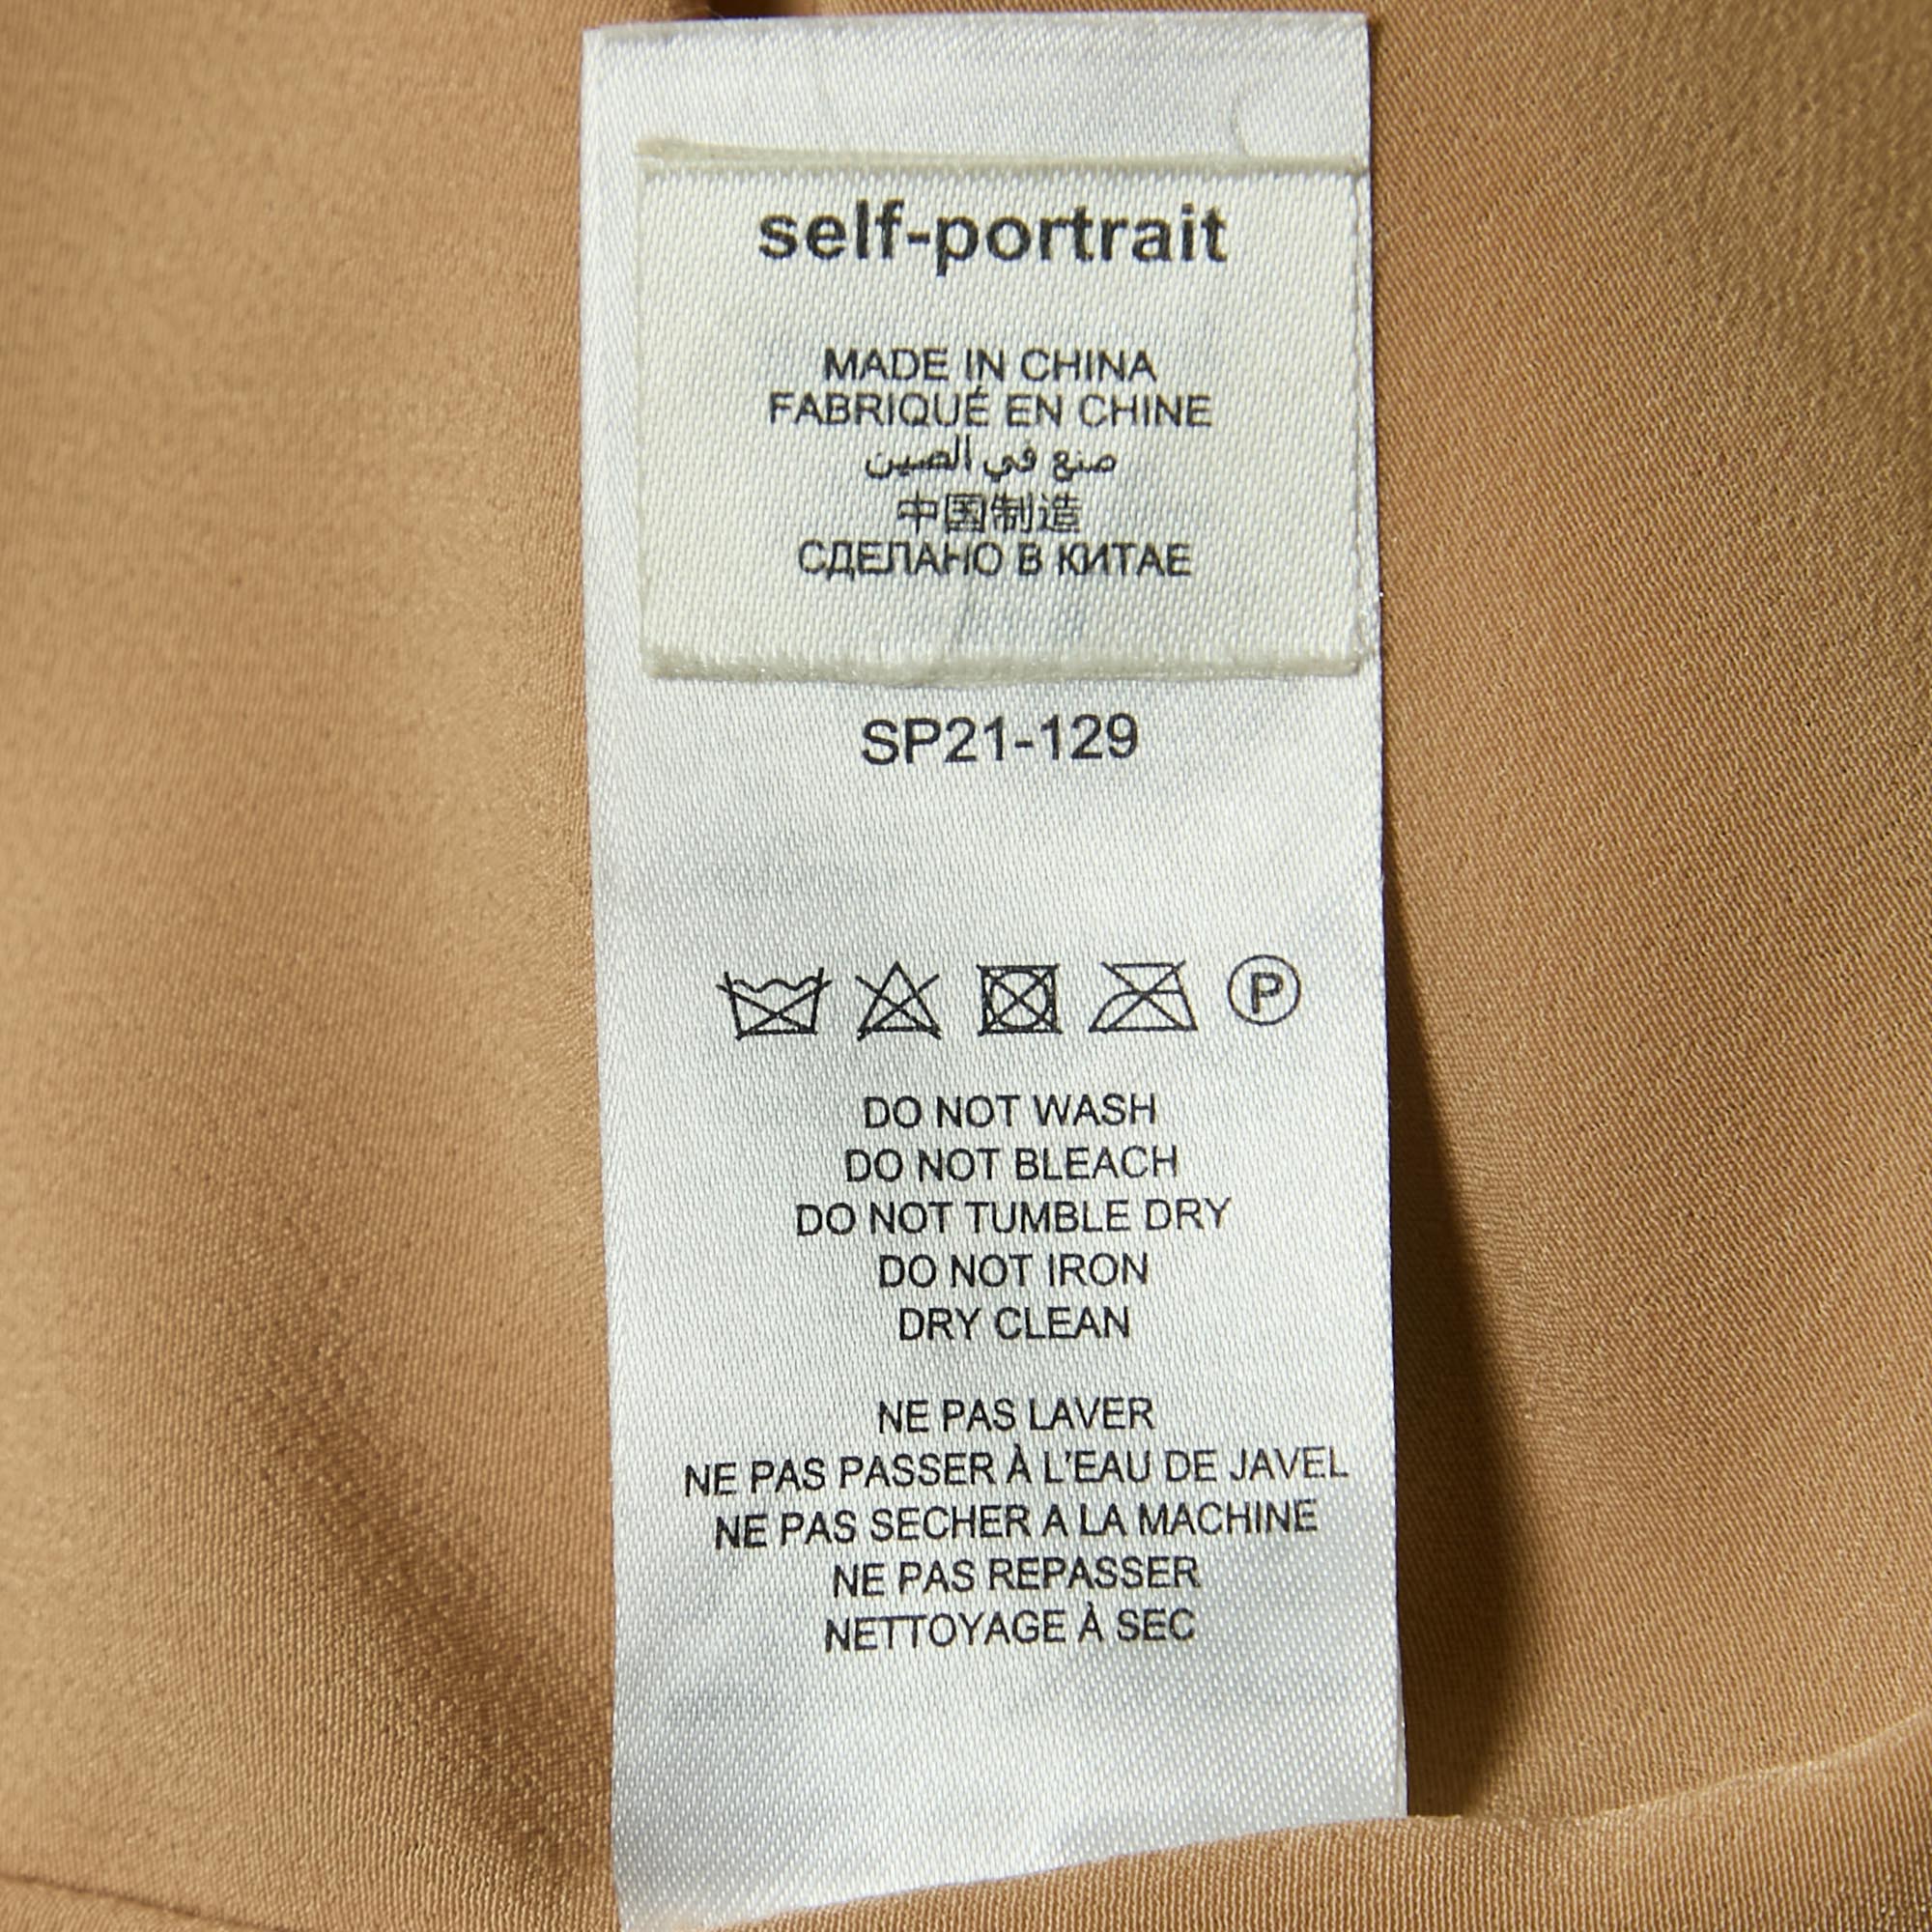 self-portrait
MADE IN CHINA
FABRIQUÉ EN CHINE
صنع في الصين
中国制造
СДЕЛАНО В КИТАЕ
SP21-129
P
DO NOT WASH
DO NOT BLEACH
DO NOT TUMBLE DRY
DO NOT IRON
DRY CLEAN
NE PAS LAVER
NE PAS PASSER À L'EAU DE JAVEL
NE PAS SECHER A LA MACHINE
NE PAS REPASSER
NETTOYAGE À SEC